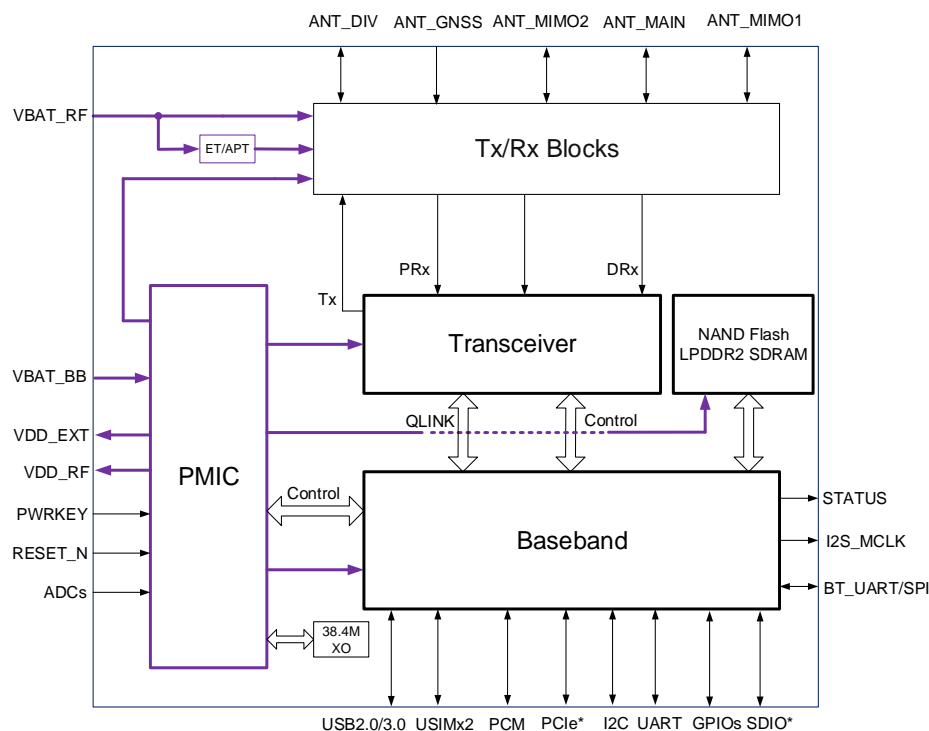 ANT_DIV ANT_GNSS ANT_MIMO2 ANT_MAIN ANT_MIMO1
VBAT_RF
ET/APT
Tx/Rx Blocks
PRx
DRx
Tx
Transceiver
NAND Flash
LPDDR2 SDRAM
VBAT_BB
QLINK
Control
VDD_EXT
VDD_RF
PMIC
Control
PWRKEY
RESET_N
ADCs
Baseband
STATUS
I2S_MCLK
BT_UART/SPI
38.4M
XO
USB2.0/3.0 USIMx2 PCM PCIe* I2C UART GPIOs SDIO*